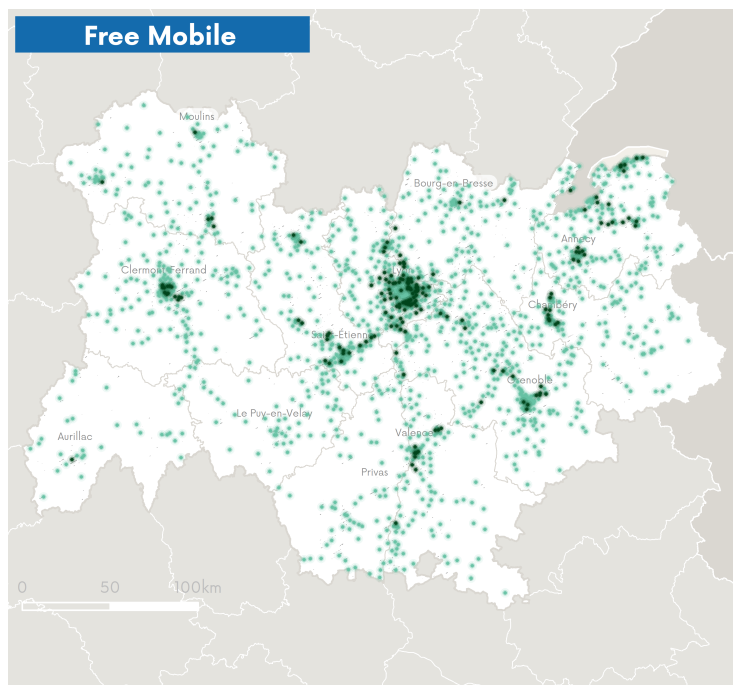 Free Mobile
Moulins
Bourg-en-Bresse
Annecy
Clermont-Ferrand
Lyon
Chambéry
Saint-Étienne
Grenoble
Le Puy-en-Velay
Aurillac
Valence
Privas
0 50 100km